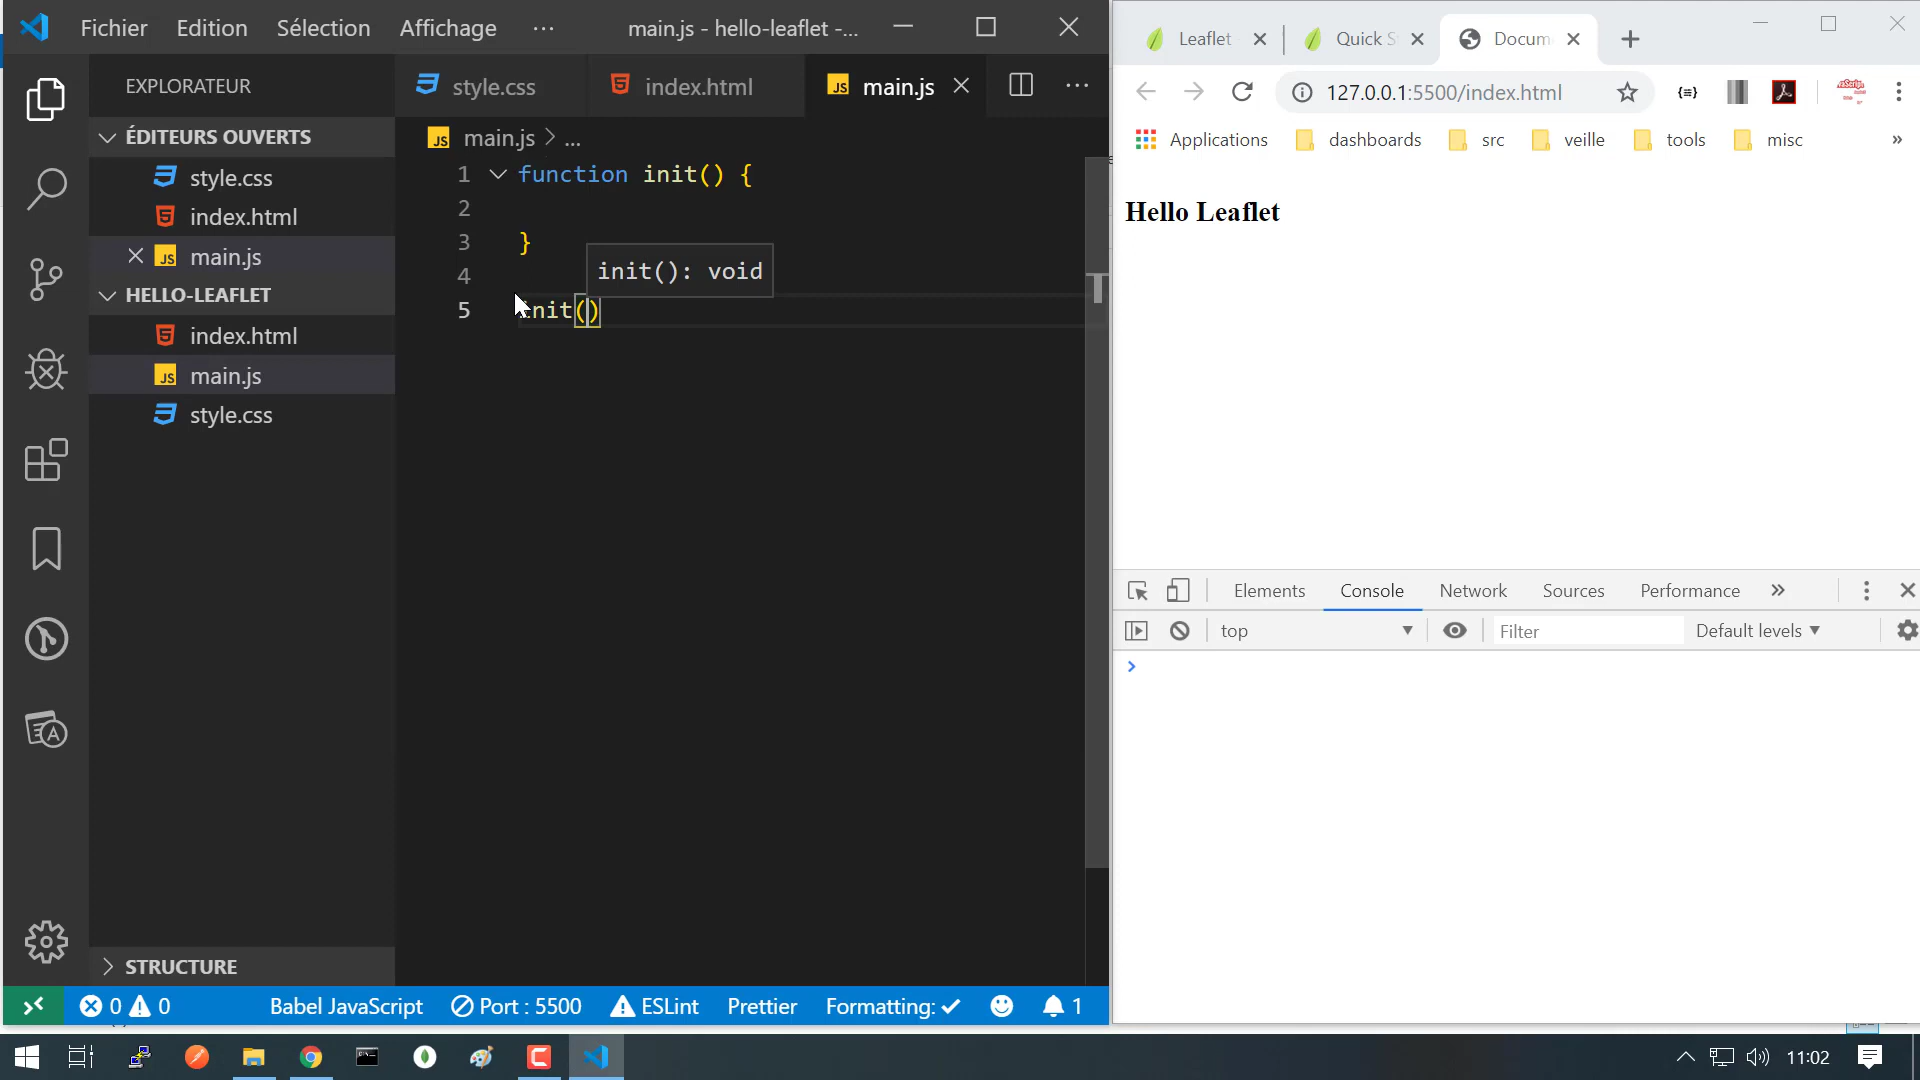 Fichier Edition Sélection Affichage ··· main.js - hello-leaflet -...
EXPLORATEUR
ÉDITEURS OUVERTS
style.css
index.html
main.js
HELLO-LEAFLET
index.html
main.js
style.css
STRUCTURE
style.css index.html main.js ···
main.js > ...
1 function init() {
2
3 }
4
init(): void
5 init()
0 0 Babel JavaScript Port : 5500 ESLint Prettier Formatting: 1
Leaflet Quick S Docum
127.0.0.1:5500/index.html
Applications dashboards src veille tools misc »
Hello Leaflet
Elements Console Network Sources Performance »
top Filter Default levels
>
11:02